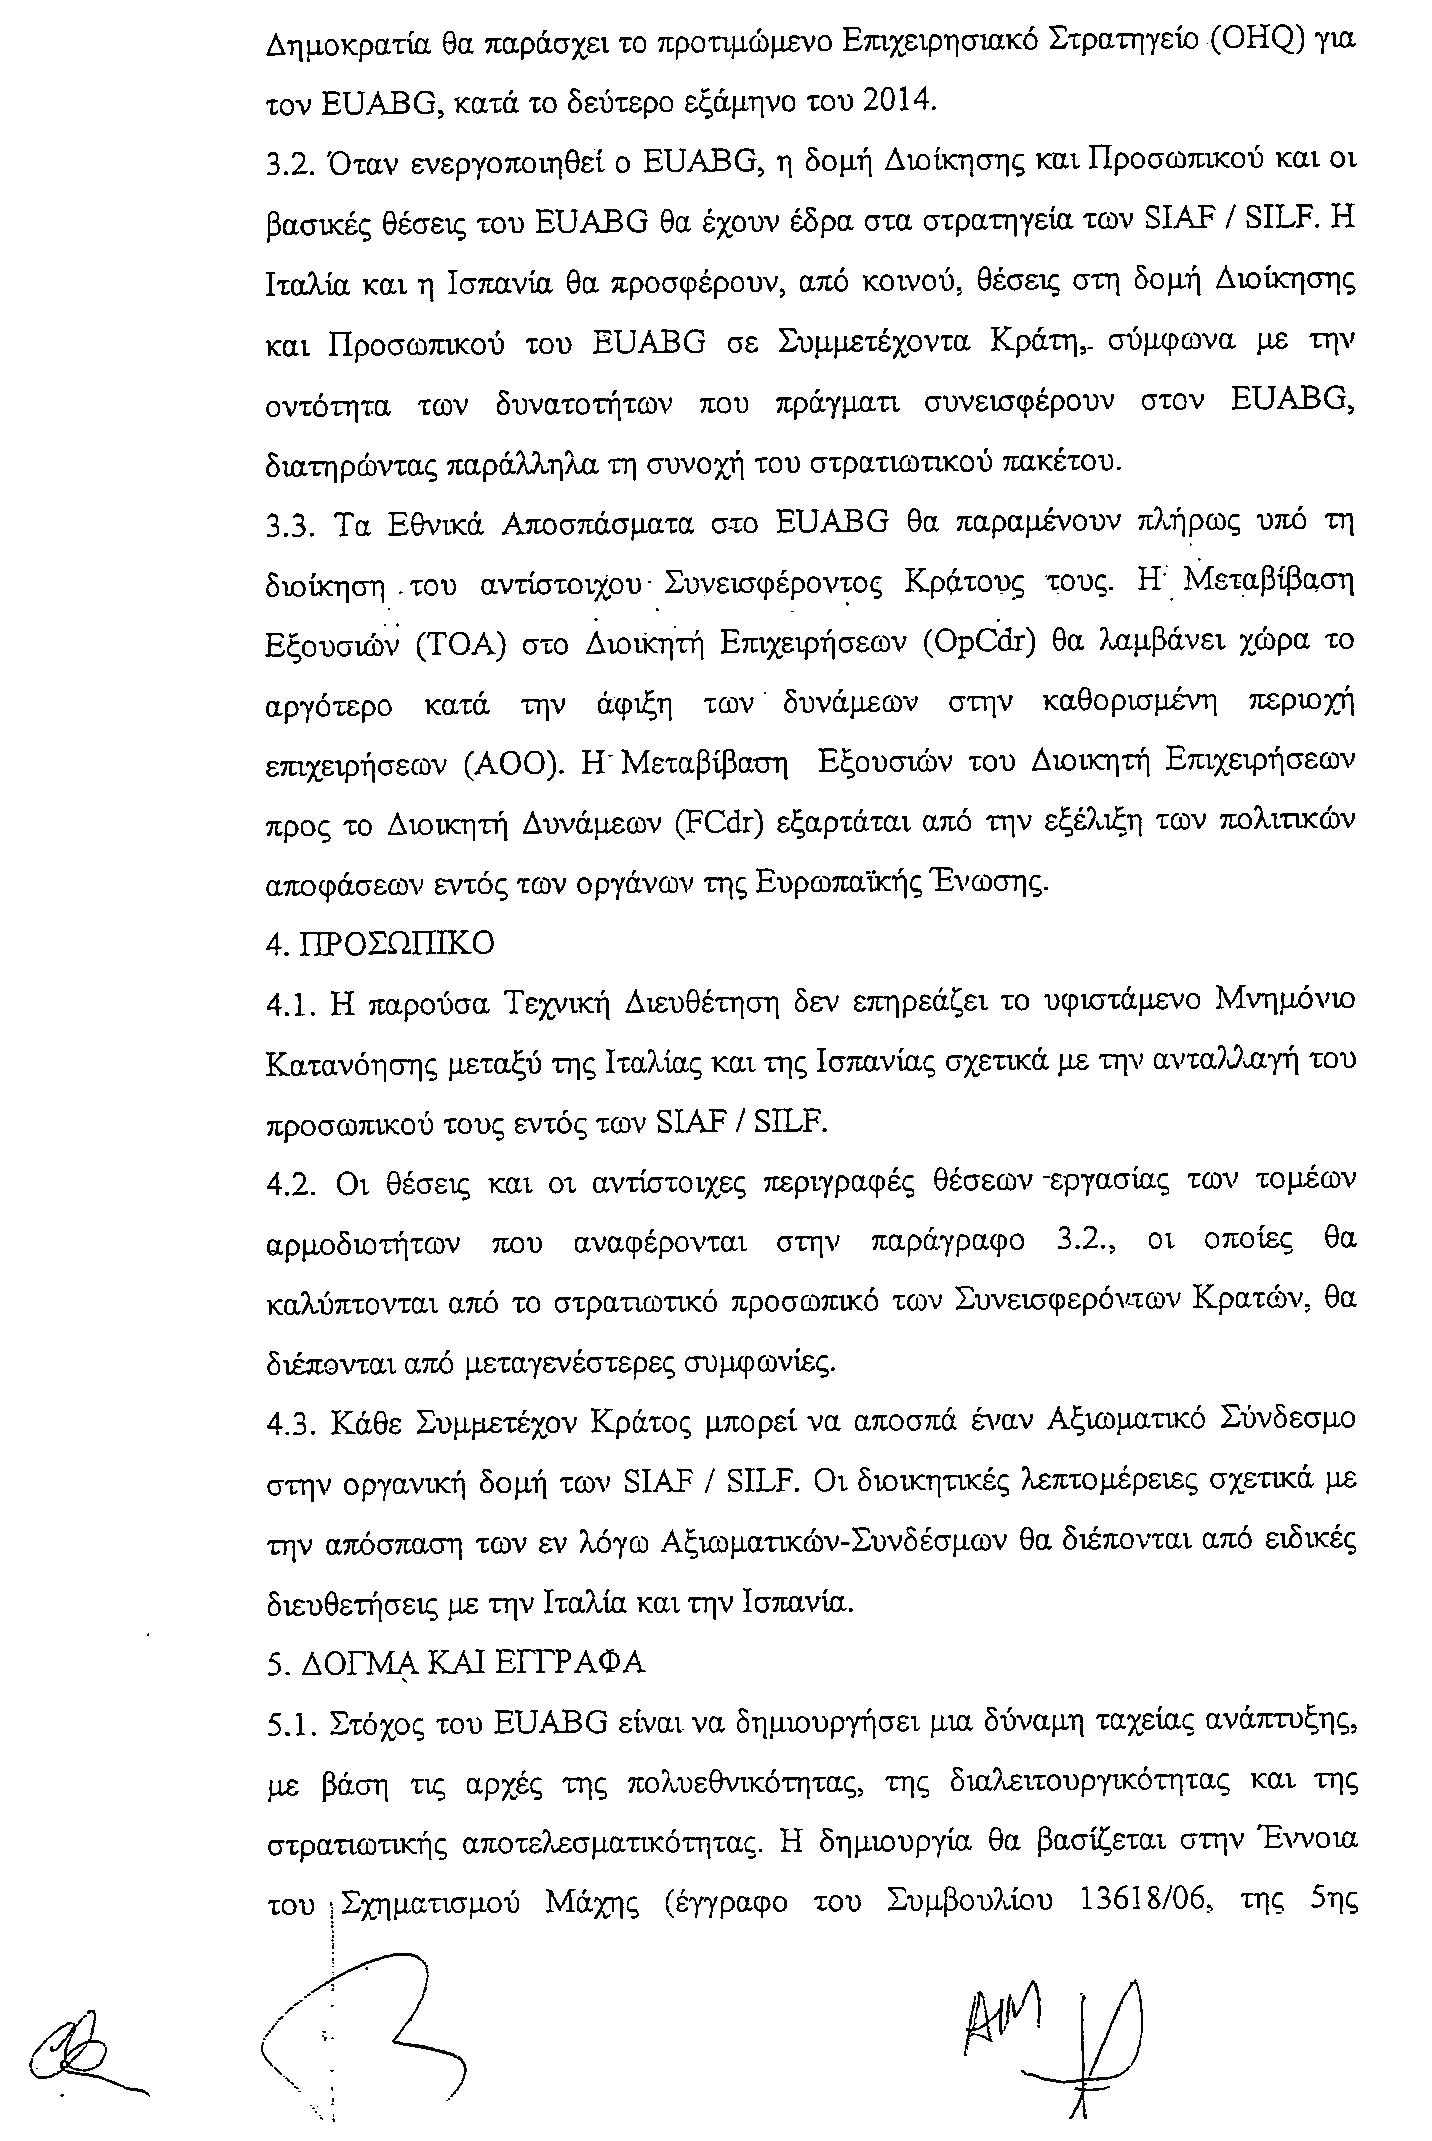 Δημοκρατία θα παράσχει το προτιμώμενο Επιχειρησιακό Στρατηγείο (OHQ) για
τον EUABG, κατά το δεύτερο εξάμηνο του 2014.
3.2. Όταν ενεργοποιηθεί ο EUABG, η δομή Διοίκησης και Προσωπικού και οι
βασικές θέσεις του EUABG θα έχουν έδρα στα στρατηγεία των SIAF / SILF. Η
Ιταλία και η Ισπανία θα προσφέρουν, από κοινού, θέσεις στη δομή Διοίκησης
και Προσωπικού του EUABG σε Συμμετέχοντα Κράτη, σύμφωνα με την
οντότητα των δυνατοτήτων που πράγματι συνεισφέρουν στον EUABG,
διατηρώντας παράλληλα τη συνοχή του στρατιωτικού πακέτου.
3.3. Τα Εθνικά Αποσπάσματα στο EUABG θα παραμένουν πλήρως υπό τη
διοίκηση του αντίστοιχου Συνεισφέροντος Κράτους τους. Η Μεταβίβαση
Εξουσιών (TOA) στο Διοικητή Επιχειρήσεων (OpCdr) θα λαμβάνει χώρα το
αργότερο κατά την άφιξη των δυνάμεων στην καθορισμένη περιοχή
επιχειρήσεων (AOO). Η Μεταβίβαση Εξουσιών του Διοικητή Επιχειρήσεων
προς το Διοικητή Δυνάμεων (FCdr) εξαρτάται από την εξέλιξη των πολιτικών
αποφάσεων εντός των οργάνων της Ευρωπαϊκής Ένωσης.
4. ΠΡΟΣΩΠΙΚΟ
4.1. Η παρούσα Τεχνική Διευθέτηση δεν επηρεάζει το υφιστάμενο Μνημόνιο
Κατανόησης μεταξύ της Ιταλίας και της Ισπανίας σχετικά με την ανταλλαγή του
προσωπικού τους εντός των SIAF / SILF.
4.2. Οι θέσεις και οι αντίστοιχες περιγραφές θέσεων εργασίας των τομέων
αρμοδιοτήτων που αναφέρονται στην παράγραφο 3.2., οι οποίες θα
καλύπτονται από το στρατιωτικό προσωπικό των Συνεισφερόντων Κρατών, θα
διέπονται από μεταγενέστερες συμφωνίες.
4.3. Κάθε Συμμετέχον Κράτος μπορεί να αποσπά έναν Αξιωματικό Σύνδεσμο
στην οργανική δομή των SIAF / SILF. Οι διοικητικές λεπτομέρειες σχετικά με
την απόσπαση των εν λόγω Αξιωματικών-Συνδέσμων θα διέπονται από ειδικές
διευθετήσεις με την Ιταλία και την Ισπανία.
5. ΔΟΓΜΑ ΚΑΙ ΕΓΓΡΑΦΑ
5.1. Στόχος του EUABG είναι να δημιουργήσει μια δύναμη ταχείας ανάπτυξης,
με βάση τις αρχές της πολυεθνικότητας, της διαλειτουργικότητας και της
στρατιωτικής αποτελεσματικότητας. Η δημιουργία θα βασίζεται στην Έννοια
του Σχηματισμού Μάχης (έγγραφο του Συμβουλίου 13618/06, της 5ης